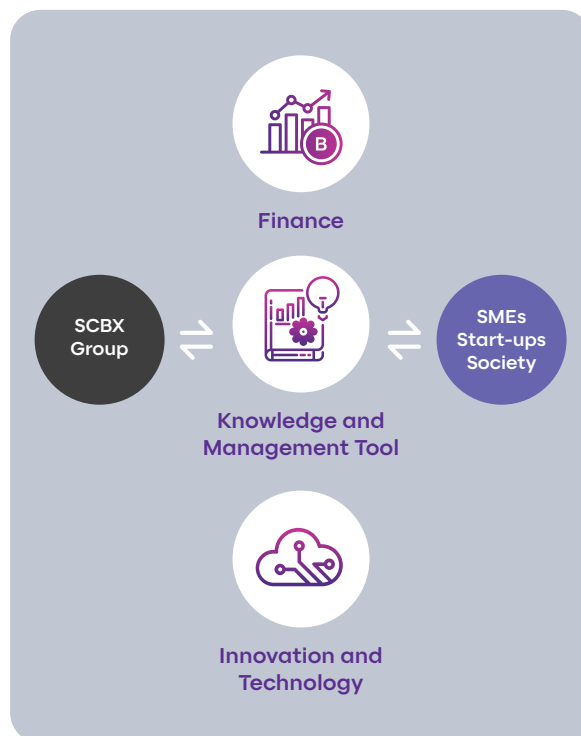 B
Finance
SCBX
Group
SMEs
Start-ups
Society
Knowledge and
Management Tool
Innovation and
Technology